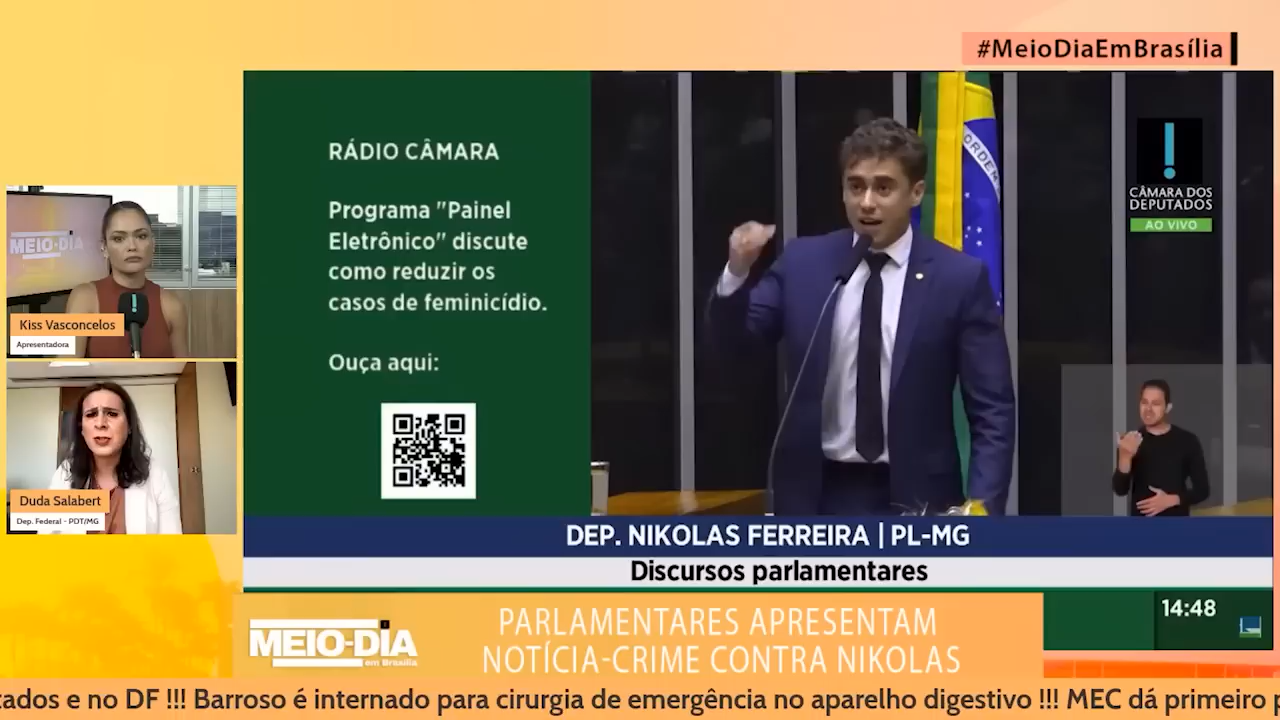 #MeioDiaEmBrasília
RÁDIO CÂMARA
Programa "Painel
Eletrônico" discute
como reduzir os
casos de feminicídio.
Ouça aqui:
ORDEM
CÂMARA DOS
DEPUTADOS
AO VIVO
MEIO-DIA
Kiss Vasconcelos
Apresentadora
Duda Salabert
Dep. Federal - PDT/MG
DEP. NIKOLAS FERREIRA | PL-MG
Discursos parlamentares
14:48
MEIO-DIA
em Brasília
PARLAMENTARES APRESENTAM
NOTÍCIA-CRIME CONTRA NIKOLAS
tados e no DF !!! Barroso é internado para cirurgia de emergência no aparelho digestivo !!! MEC dá primeiro p